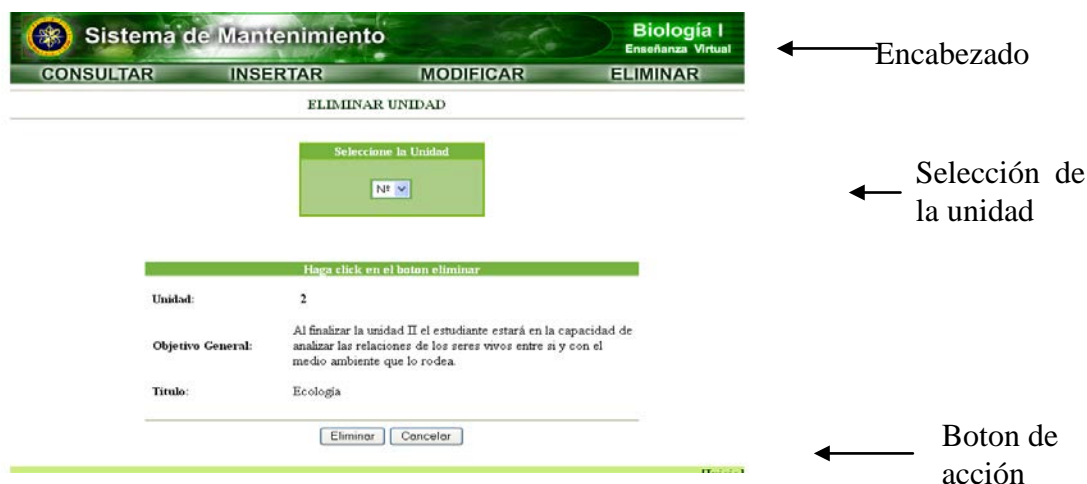 Sistema de Mantenimiento
Biología I
Enseñanza Virtual
Encabezado
CONSULTAR INSERTAR MODIFICAR ELIMINAR
ELIMINAR UNIDAD
Seleccione la Unidad
Nº
Selección de
la unidad
Haga click en el boton eliminar
Unidad: 2
Objetivo General: Al finalizar la unidad II el estudiante estará en la capacidad de
analizar las relaciones de los seres vivos entre si y con el
medio ambiente que lo rodea.
Titulo: Ecología
Eliminar Cancelar
Boton de
acción